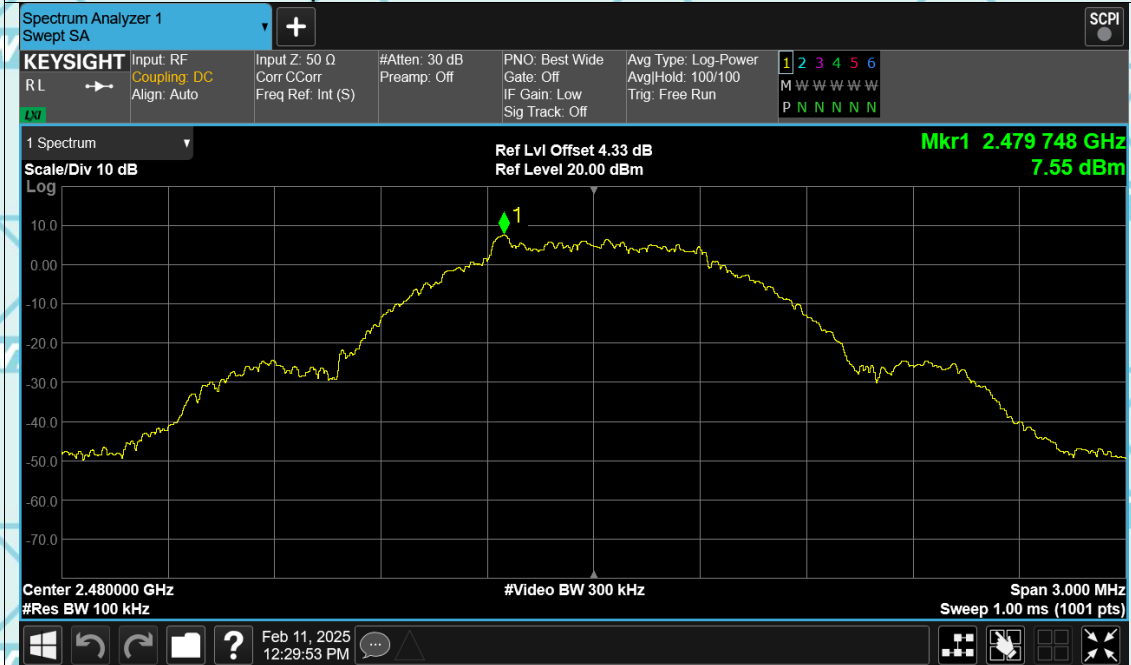 Spectrum Analyzer 1
Swept SA
+
SCPI
KEYSIGHT
RL
LXI
Input: RF
Coupling: DC
Align: Auto
Input Z: 50 Ω
Corr CCorr
Freq Ref: Int (S)
#Atten: 30 dB
Preamp: Off
PNO: Best Wide
Gate: Off
IF Gain: Low
Sig Track: Off
Avg Type: Log-Power
Avg|Hold: 100/100
Trig: Free Run
1 2 3 4 5 6
M W W W W W
P N N N N N
1 Spectrum
Scale/Div 10 dB
Ref Lvl Offset 4.33 dB
Ref Level 20.00 dBm
Mkr1 2.479 748 GHz
7.55 dBm
Log
1
10.0
0.00
-10.0
-20.0
-30.0
-40.0
-50.0
-60.0
-70.0
Center 2.480000 GHz
#Res BW 100 kHz
#Video BW 300 kHz
Span 3.000 MHz
Sweep 1.00 ms (1001 pts)
?
Feb 11, 2025
12:29:53 PM